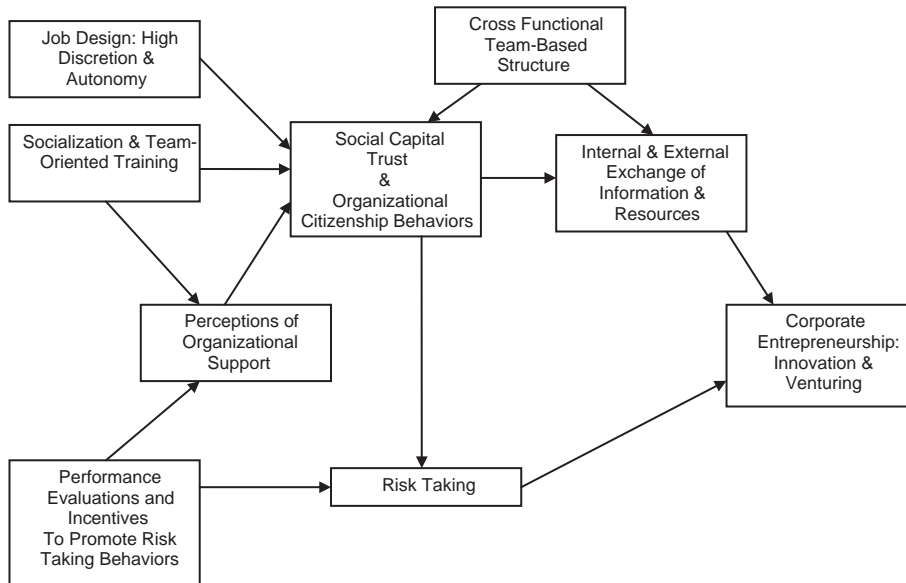 Job Design: High
Discretion &
Autonomy
Cross Functional
Team-Based
Structure
Socialization & Team-
Oriented Training
Social Capital
Trust
&
Organizational
Citizenship Behaviors
Internal & External
Exchange of
Information &
Resources
Perceptions of
Organizational
Support
Corporate
Entrepreneurship:
Innovation &
Venturing
Performance
Evaluations and
Incentives
To Promote Risk
Taking Behaviors
Risk Taking